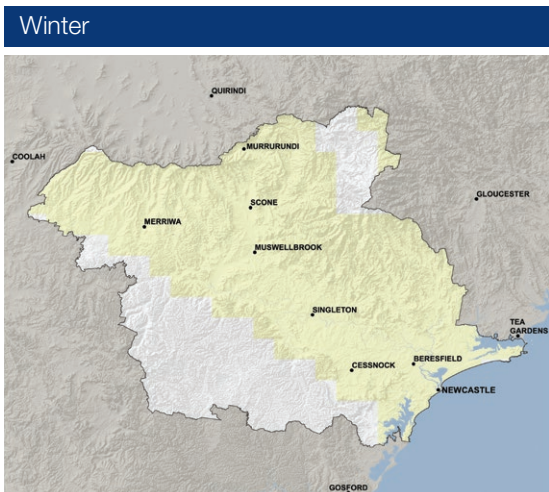 Winter
QUIRINDI
COOLAH
MURRURUNDI
GLOUCESTER
SCONE
MERRIWA
MUSWELLBROOK
SINGLETON
TEA
GARDENS
BERESFIELD
CESSNOCK
NEWCASTLE
GOSFORD